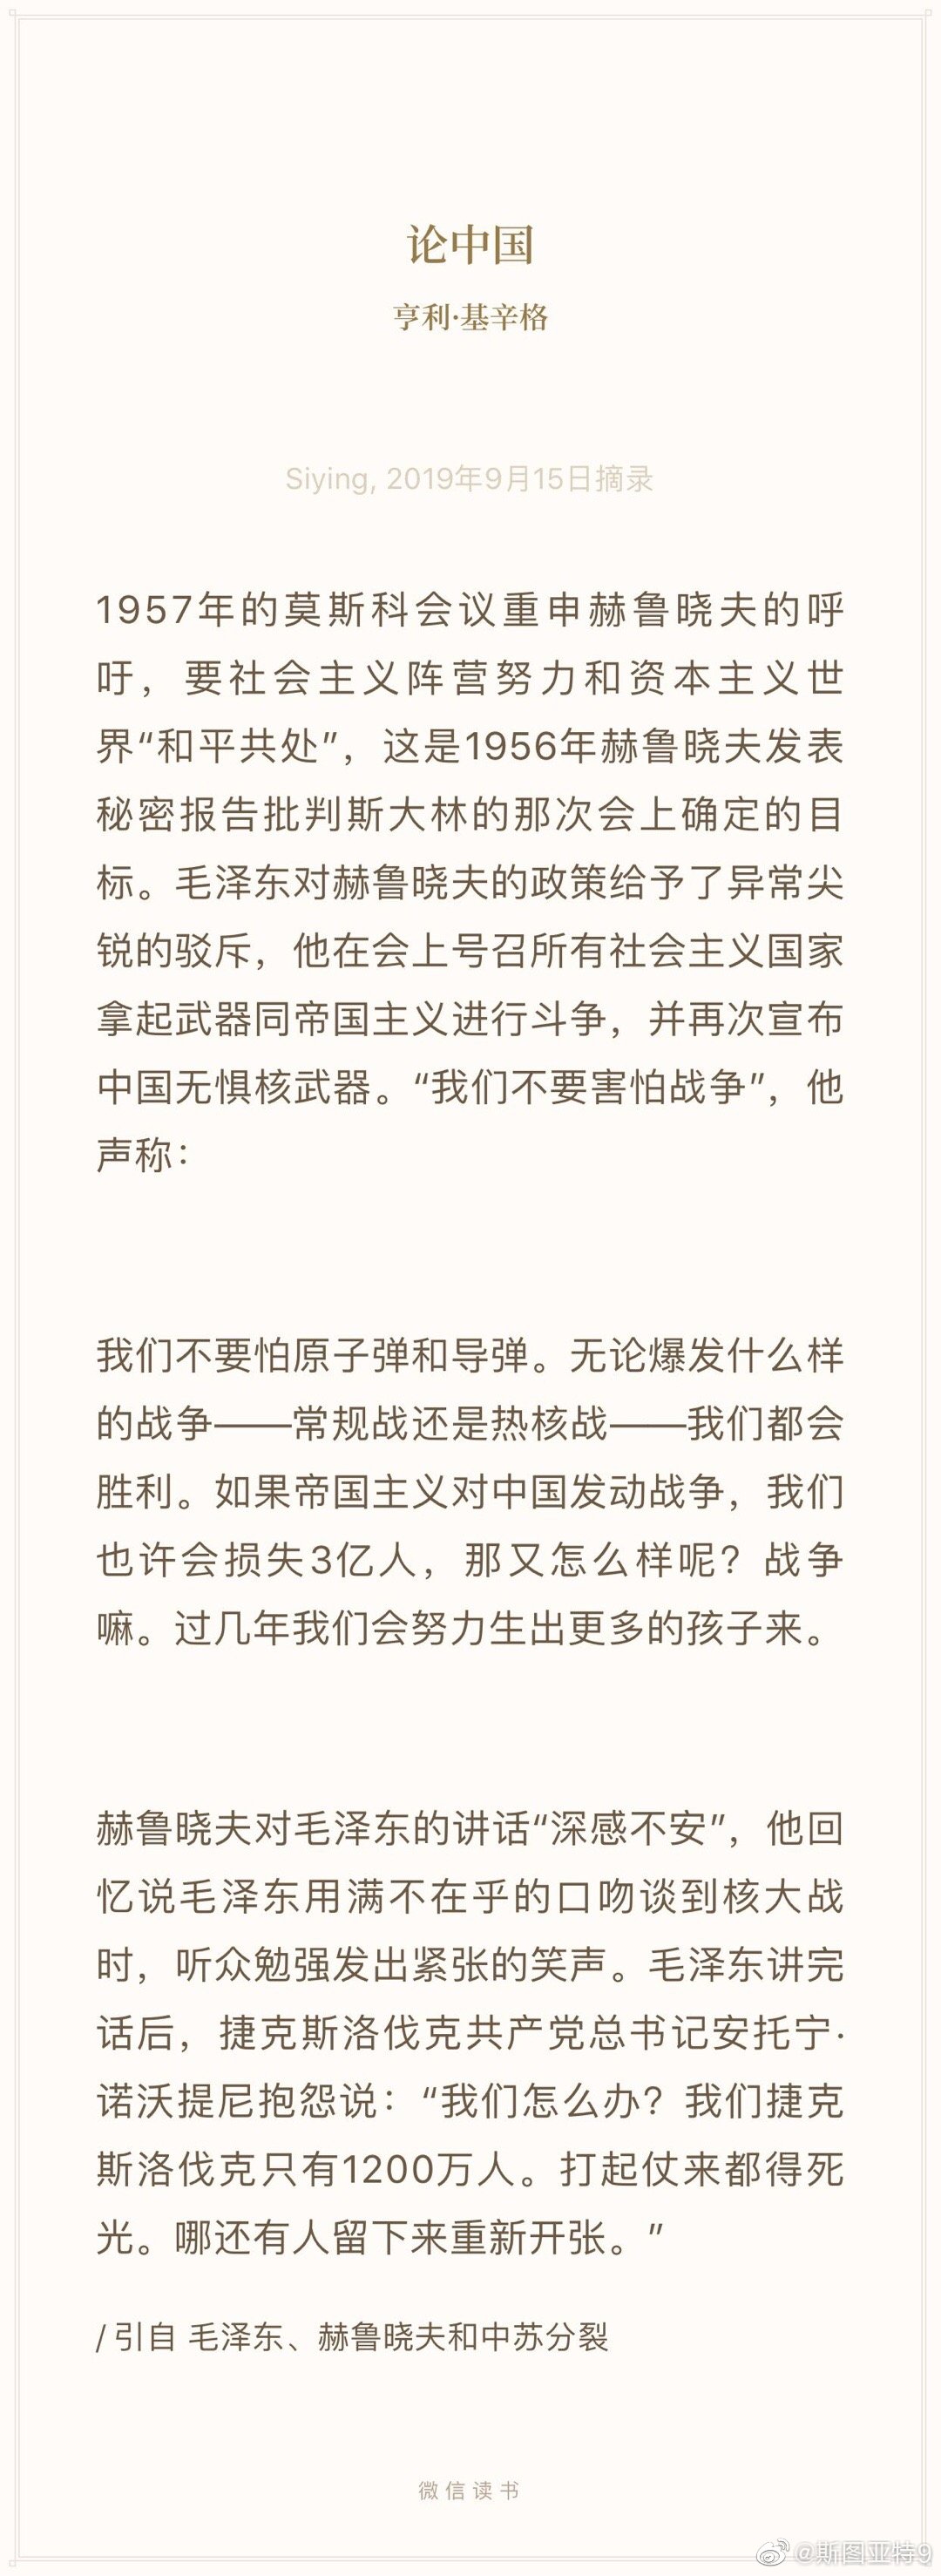 论中国
亨利·基辛格
Siying, 2019年9月15日摘录
1957年的莫斯科会议重申赫鲁晓夫的呼
吁，要社会主义阵营努力和资本主义世
界“和平共处”，这是1956年赫鲁晓夫发表
秘密报告批判斯大林的那次会上确定的目
标。毛泽东对赫鲁晓夫的政策给予了异常尖
锐的驳斥，他在会上号召所有社会主义国家
拿起武器同帝国主义进行斗争，并再次宣布
中国无惧核武器。“我们不要害怕战争”，他
声称：
我们不要怕原子弹和导弹。无论爆发什么样
的战争——常规战还是热核战——我们都会
胜利。如果帝国主义对中国发动战争，我们
也许会损失3亿人，那又怎么样呢？战争
嘛。过几年我们会努力生出更多的孩子来。
赫鲁晓夫对毛泽东的讲话“深感不安”，他回
忆说毛泽东用满不在乎的口吻谈到核大战
时，听众勉强发出紧张的笑声。毛泽东讲完
话后，捷克斯洛伐克共产党总书记安托宁·
诺沃提尼抱怨说：“我们怎么办？我们捷克
斯洛伐克只有1200万人。打起仗来都得死
光。哪还有人留下来重新开张。”
/ 引自 毛泽东、赫鲁晓夫和中苏分裂
微信读书
@斯图亚特9